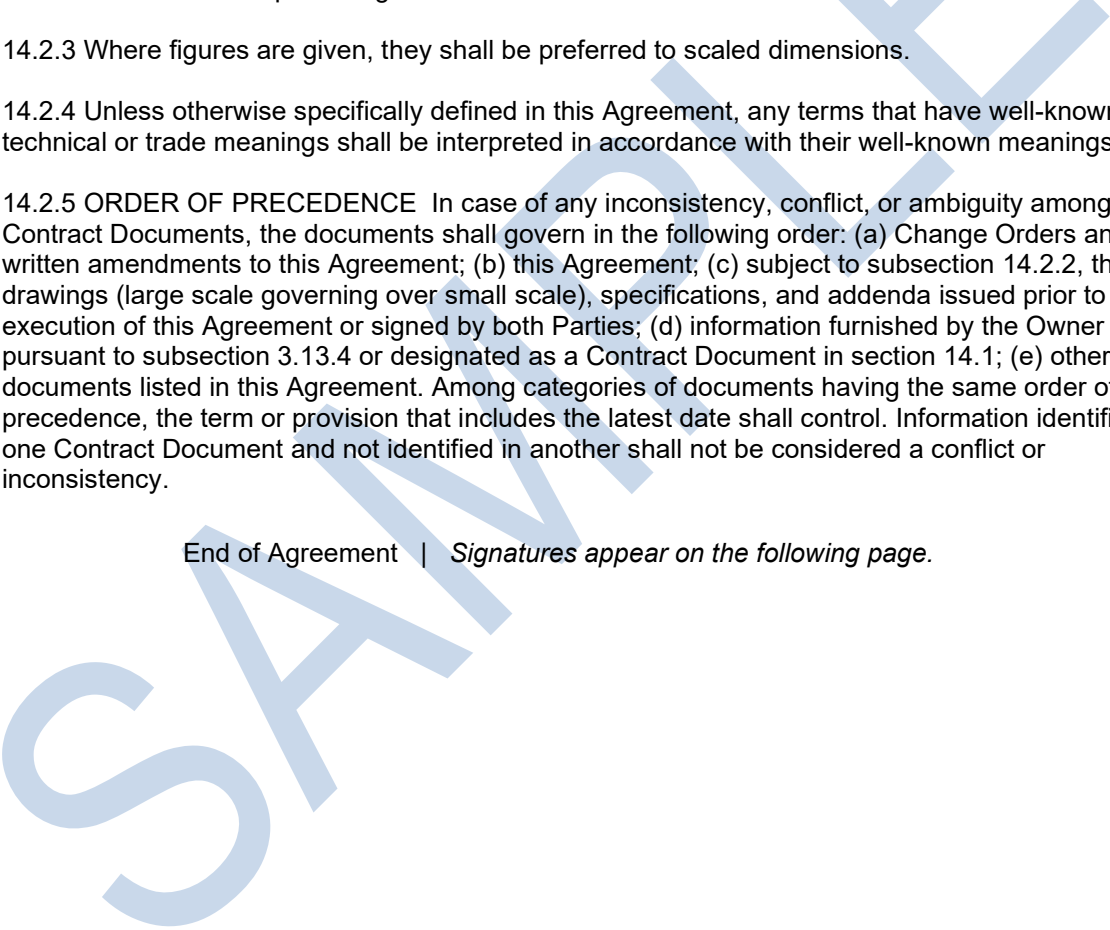 14.2.3 Where figures are given, they shall be preferred to scaled dimensions.
14.2.4 Unless otherwise specifically defined in this Agreement, any terms that have well-known
technical or trade meanings shall be interpreted in accordance with their well-known meanings
14.2.5 ORDER OF PRECEDENCE In case of any inconsistency, conflict, or ambiguity among
Contract Documents, the documents shall govern in the following order: (a) Change Orders an
written amendments to this Agreement; (b) this Agreement; (c) subject to subsection 14.2.2, th
drawings (large scale governing over small scale), specifications, and addenda issued prior to
execution of this Agreement or signed by both Parties; (d) information furnished by the Owner
pursuant to subsection 3.13.4 or designated as a Contract Document in section 14.1; (e) other
documents listed in this Agreement. Among categories of documents having the same order of
precedence, the term or provision that includes the latest date shall control. Information identifi
one Contract Document and not identified in another shall not be considered a conflict or
inconsistency.
End of Agreement | Signatures appear on the following page.
SAMPLE